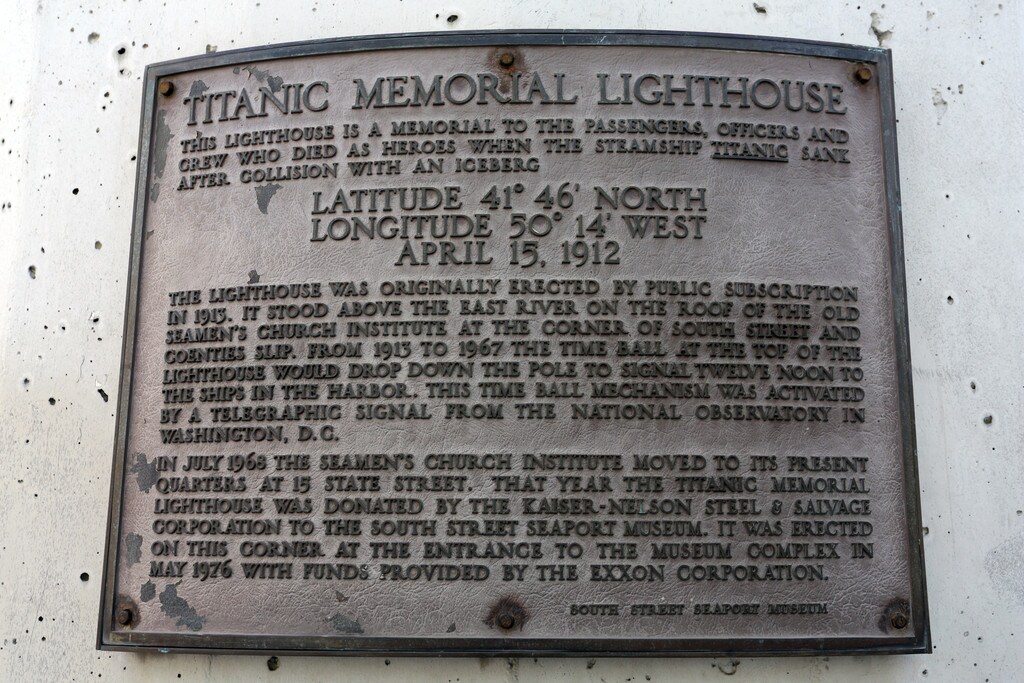 TITANIC MEMORIAL LIGHTHOUSE
THIS LIGHTHOUSE IS A MEMORIAL TO THE PASSENGERS, OFFICERS AND
CREW WHO DIED AS HEROES WHEN THE STEAMSHIP TITANIC SANK
AFTER COLLISION WITH AN ICEBERG
LATITUDE 41° 46' NORTH
LONGITUDE 50° 14' WEST
APRIL 15, 1912
THE LIGHTHOUSE WAS ORIGINALLY ERECTED BY PUBLIC SUBSCRIPTION
IN 1913. IT STOOD ABOVE THE EAST RIVER ON THE ROOF OF THE OLD
SEAMEN'S CHURCH INSTITUTE AT THE CORNER OF SOUTH STREET AND
COENTIES SLIP. FROM 1913 TO 1967 THE TIME BALL AT THE TOP OF THE
LIGHTHOUSE WOULD DROP DOWN THE POLE TO SIGNAL TWELVE NOON TO
THE SHIPS IN THE HARBOR. THIS TIME BALL MECHANISM WAS ACTIVATED
BY A TELEGRAPHIC SIGNAL FROM THE NATIONAL OBSERVATORY IN
WASHINGTON, D.C.
IN JULY 1968 THE SEAMEN'S CHURCH INSTITUTE MOVED TO ITS PRESENT
QUARTERS AT 15 STATE STREET. THAT YEAR THE TITANIC MEMORIAL
LIGHTHOUSE WAS DONATED BY THE KAISER-NELSON STEEL & SALVAGE
CORPORATION TO THE SOUTH STREET SEAPORT MUSEUM. IT WAS ERECTED
ON THIS CORNER AT THE ENTRANCE TO THE MUSEUM COMPLEX IN
MAY 1976 WITH FUNDS PROVIDED BY THE EXXON CORPORATION.
SOUTH STREET SEAPORT MUSEUM